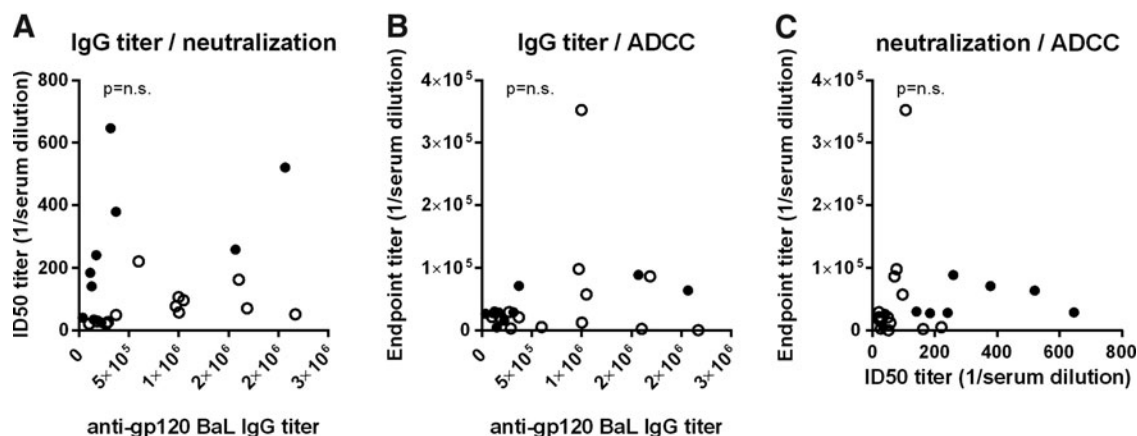 A
IgG titer / neutralization
ID50 titer (1/serum dilution)
800
600
400
200
0
p=n.s.
0
5×10⁵
1×10⁶
2×10⁶
2×10⁶
3×10⁶
anti-gp120 BaL IgG titer
B
IgG titer / ADCC
Endpoint titer (1/serum dilution)
4×10⁵
3×10⁵
2×10⁵
1×10⁵
0
p=n.s.
0
5×10⁵
1×10⁶
2×10⁶
2×10⁶
3×10⁶
anti-gp120 BaL IgG titer
C
neutralization / ADCC
Endpoint titer (1/serum dilution)
4×10⁵
3×10⁵
2×10⁵
1×10⁵
0
p=n.s.
0 200 400 600 800
ID50 titer (1/serum dilution)